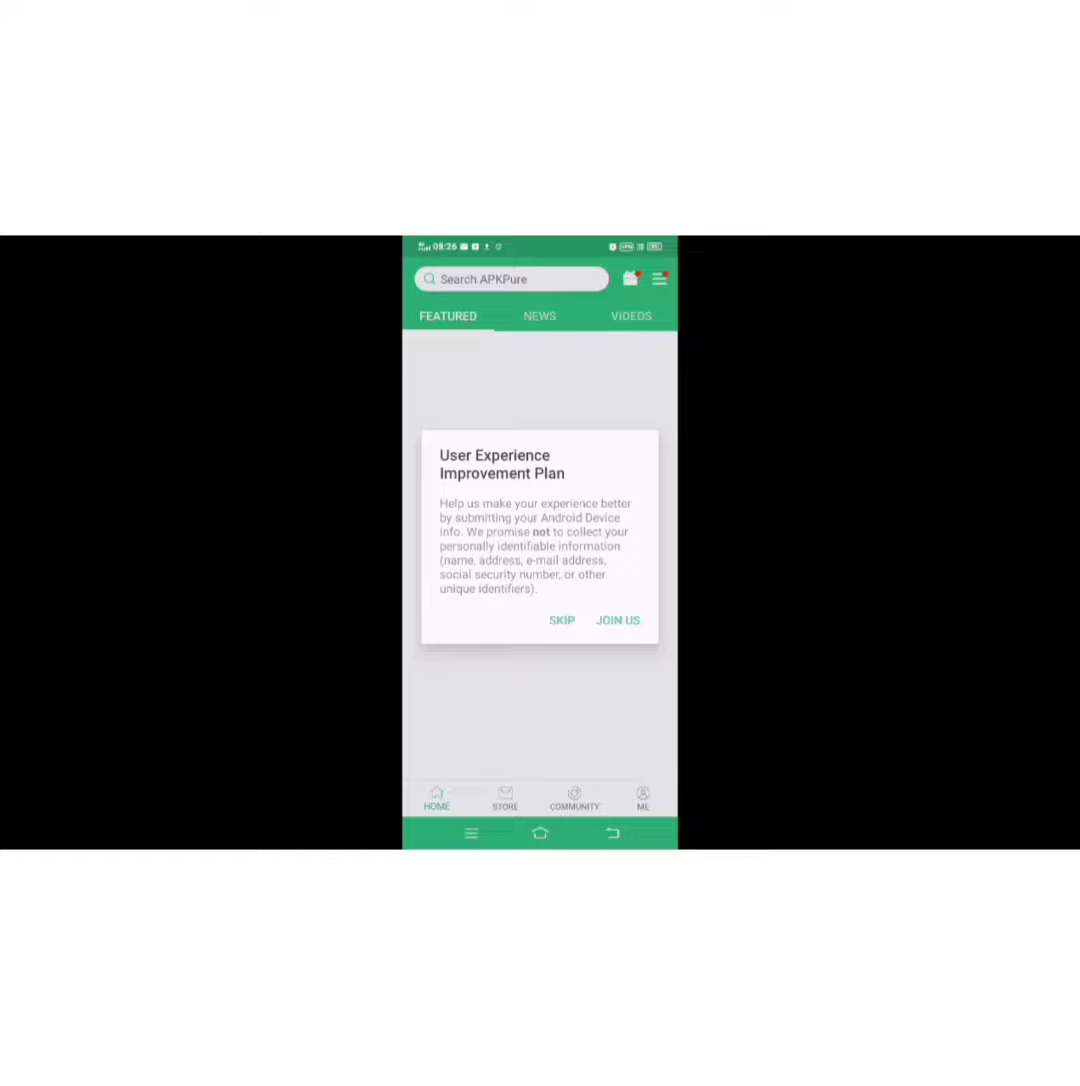 08:26
VPN
Search APKPure
FEATURED NEWS VIDEOS
User Experience
Improvement Plan
Help us make your experience better
by submitting your Android Device
info. We promise not to collect your
personally identifiable information
(name, address, e-mail address,
social security number, or other
unique identifiers).
SKIP JOIN US
HOME STORE COMMUNITY ME